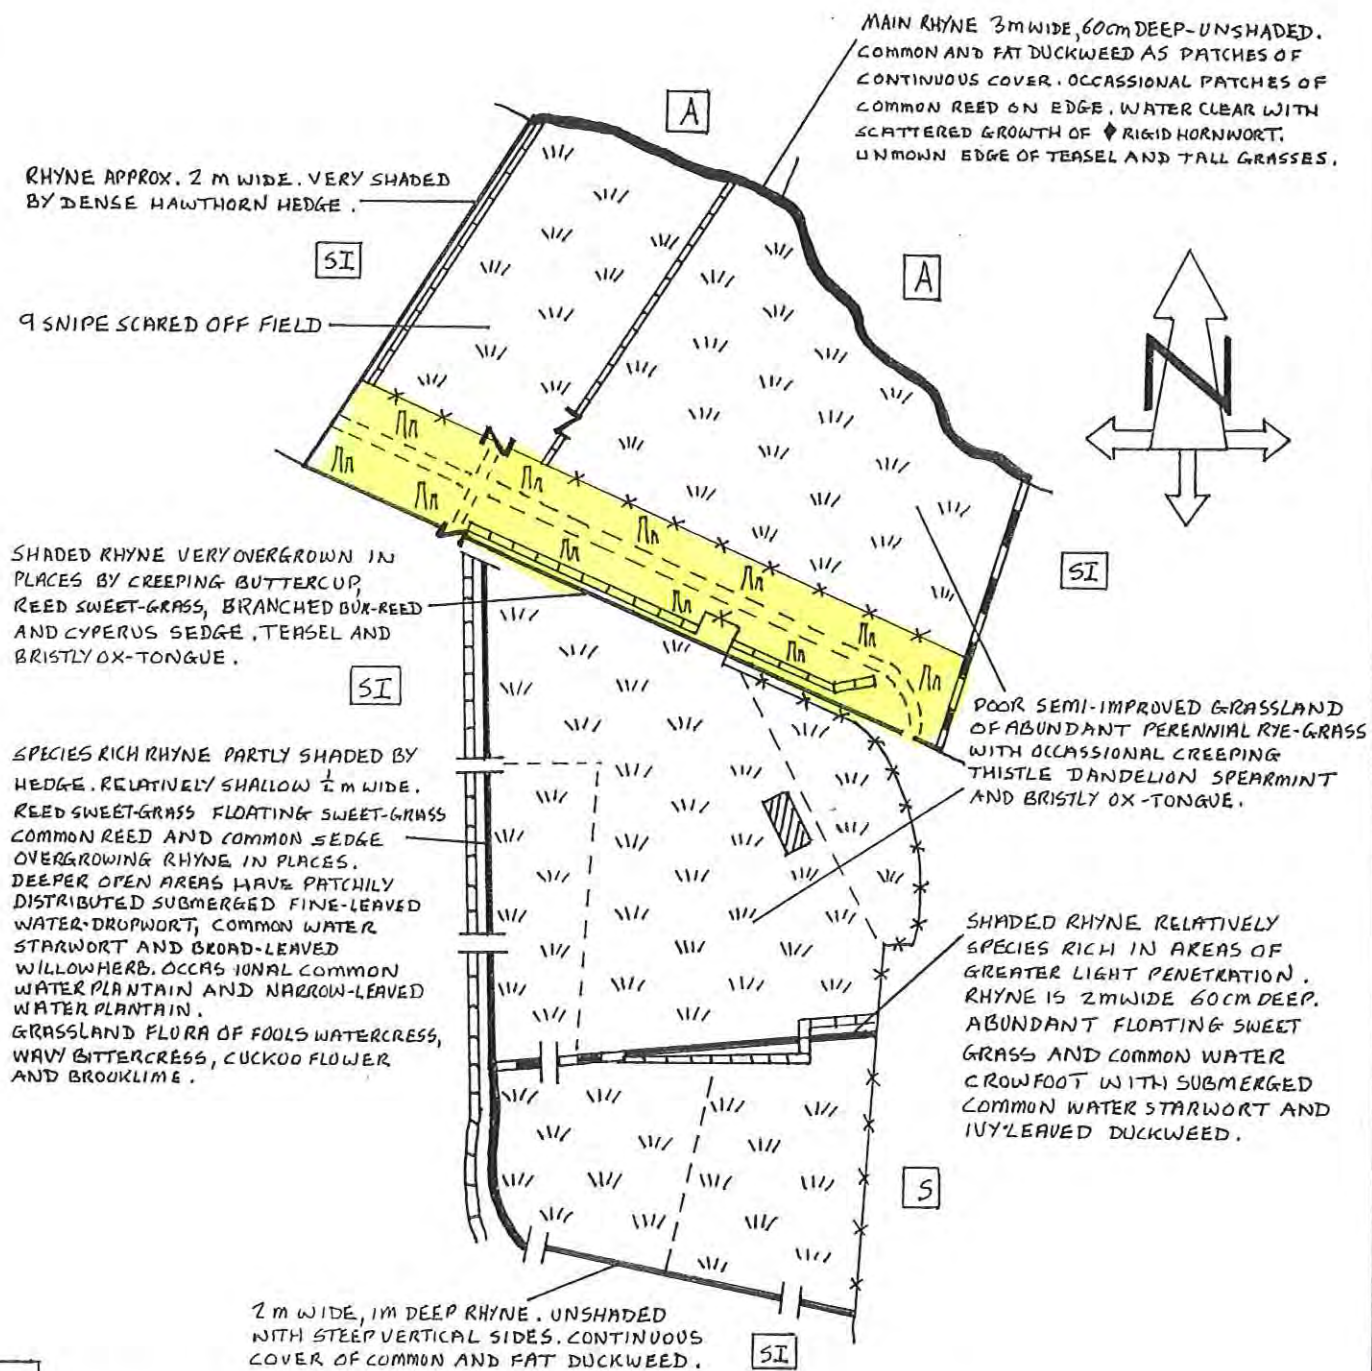 MAIN RHYNE 3M WIDE, 60CM DEEP-UNSHADED.
COMMON AND FAT DUCKWEED AS PATCHES OF
CONTINUOUS COVER. OCCASSIONAL PATCHES OF
COMMON REED ON EDGE. WATER CLEAR WITH
SCATTERED GROWTH OF RIGID HORNWORT.
UNMOWN EDGE OF TEASEL AND TALL GRASSES.
A
RHYNE APPROX. 2 M WIDE. VERY SHADED
BY DENSE HAWTHORN HEDGE.
SI
A
9 SNIPE SCARED OFF FIELD
N
SHADED RHYNE VERY OVERGROWN IN
PLACES BY CREEPING BUTTERCUP,
REED SWEET-GRASS, BRANCHED BUR-REED
AND CYPERUS SEDGE. TEASEL AND
BRISTLY OX-TONGUE.
SI
SI
POOR SEMI-IMPROVED GRASSLAND
OF ABUNDANT PERENNIAL RYE-GRASS
WITH OCCASSIONAL CREEPING
THISTLE DANDELION SPEARMINT
AND BRISTLY OX-TONGUE.
SPECIES RICH RHYNE PARTLY SHADED BY
HEDGE. RELATIVELY SHALLOW ½ M WIDE.
REED SWEET-GRASS FLOATING SWEET-GRASS
COMMON REED AND COMMON SEDGE
OVERGROWING RHYNE IN PLACES.
DEEPER OPEN AREAS HAVE PATCHILY
DISTRIBUTED SUBMERGED FINE-LEAVED
WATER-DROPWORT, COMMON WATER
STARWORT AND BROAD-LEAVED
WILLOWHERB. OCCASIONAL COMMON
WATER PLANTAIN AND NARROW-LEAVED
WATER PLANTAIN.
GRASSLAND FLURA OF FOOLS WATERCRESS,
WAVY BITTERCRESS, CUCKOO FLOWER
AND BROOKLIME.
SHADED RHYNE RELATIVELY
SPECIES RICH IN AREAS OF
GREATER LIGHT PENETRATION.
RHYNE IS 2M WIDE 60CM DEEP.
ABUNDANT FLOATING SWEET
GRASS AND COMMON WATER
CROWFOOT WITH SUBMERGED
COMMON WATER STARWORT AND
IVY-LEAVED DUCKWEED.
S
2 M WIDE, 1M DEEP RHYNE. UNSHADED
WITH STEEP VERTICAL SIDES. CONTINUOUS
COVER OF COMMON AND FAT DUCKWEED.
SI